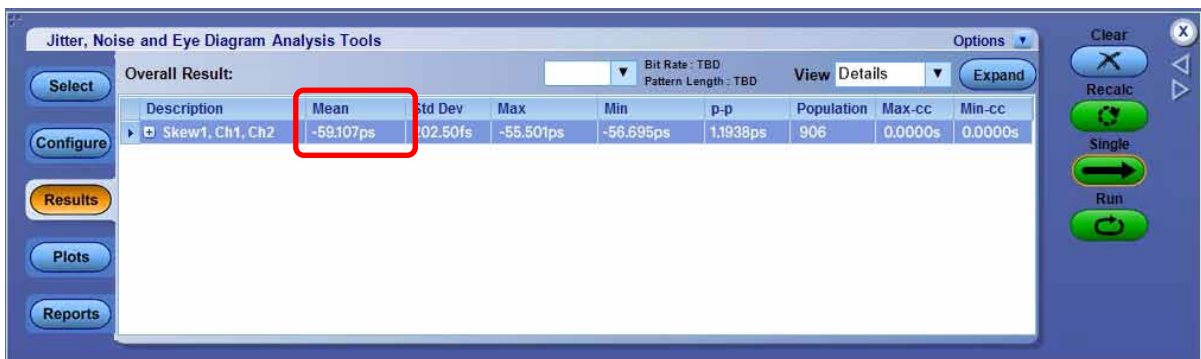 Jitter, Noise and Eye Diagram Analysis Tools
Options
Clear
x
Select
Overall Result:
Bit Rate : TBD
Pattern Length : TBD
View Details
Expand
Recalc
Description Mean Std Dev Max Min p-p Population Max-cc Min-cc
Skew1, Ch1, Ch2 -59.107ps 202.50fs -55.501ps -56.695ps 1.1938ps 906 0.0000s 0.0000s
Configure
Single
Results
Run
Plots
Reports